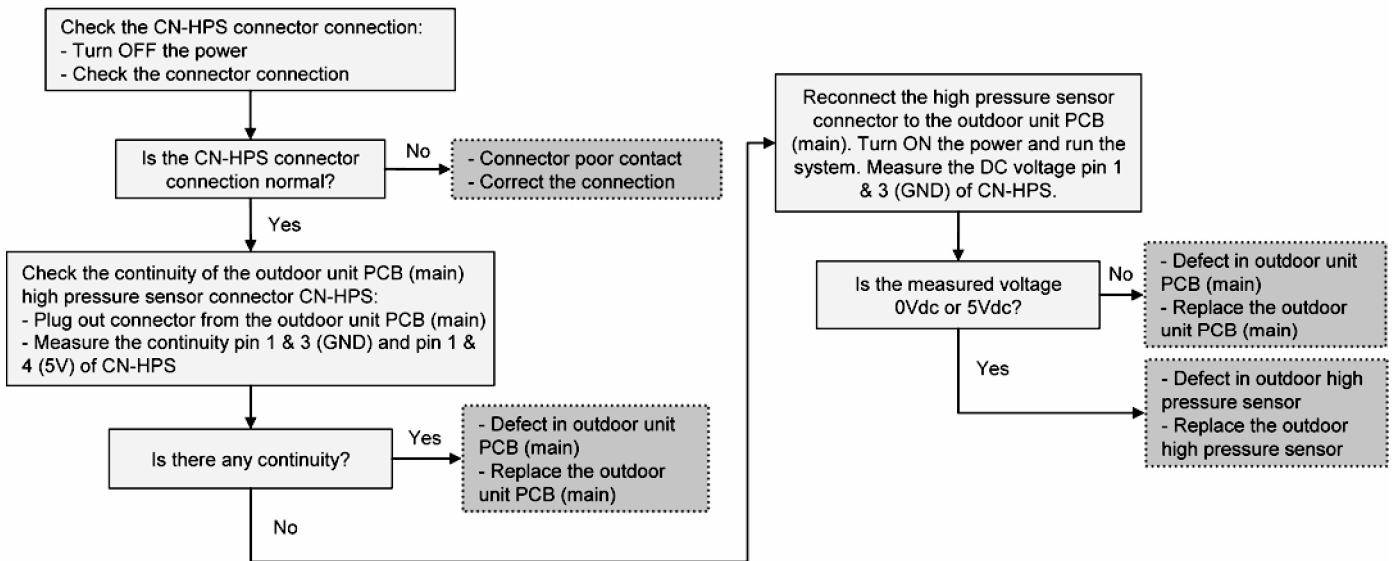 Check the CN-HPS connector connection:
- Turn OFF the power
- Check the connector connection
Is the CN-HPS connector
connection normal?
No
- Connector poor contact
- Correct the connection
Yes
Check the continuity of the outdoor unit PCB (main)
high pressure sensor connector CN-HPS:
- Plug out connector from the outdoor unit PCB (main)
- Measure the continuity pin 1 & 3 (GND) and pin 1 &
4 (5V) of CN-HPS
Is there any continuity?
Yes
- Defect in outdoor unit
PCB (main)
- Replace the outdoor
unit PCB (main)
No
Reconnect the high pressure sensor
connector to the outdoor unit PCB
(main). Turn ON the power and run the
system. Measure the DC voltage pin 1
& 3 (GND) of CN-HPS.
Is the measured voltage
0Vdc or 5Vdc?
No
- Defect in outdoor unit
PCB (main)
- Replace the outdoor
unit PCB (main)
Yes
- Defect in outdoor high
pressure sensor
- Replace the outdoor
high pressure sensor